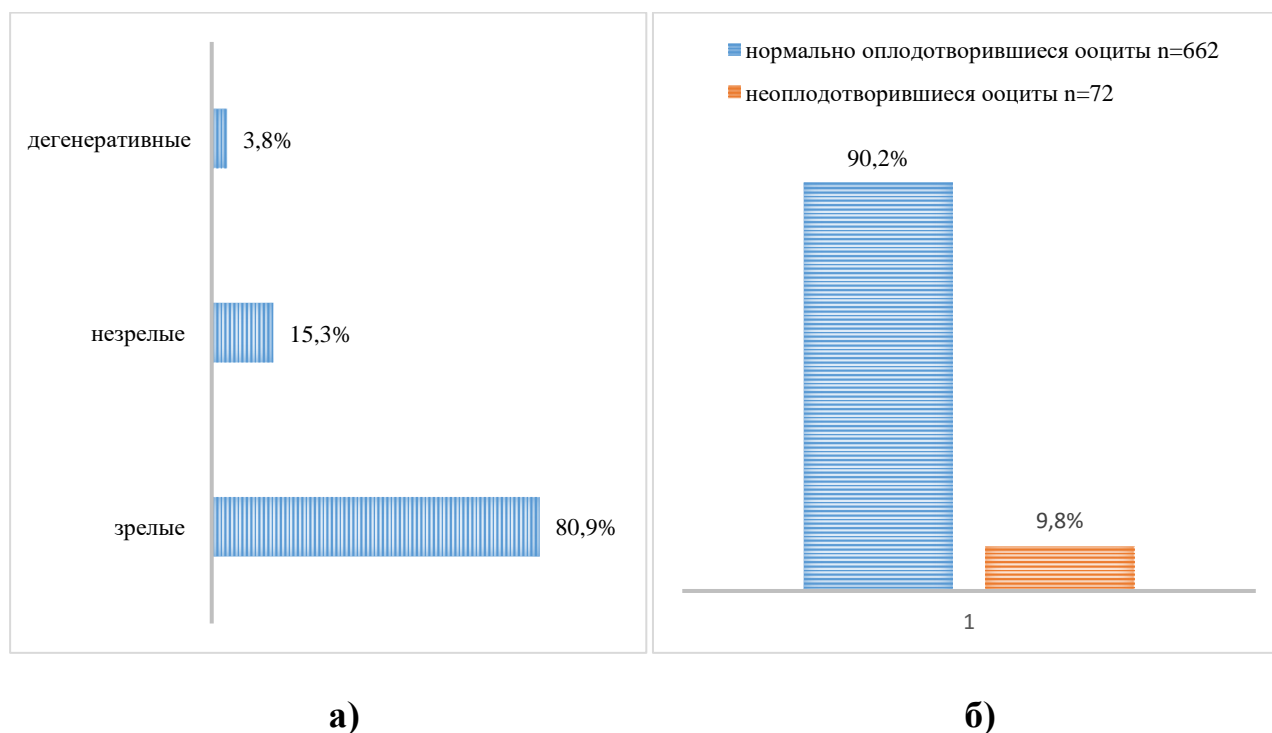 дегенеративные
3,8%
незрелые
15,3%
зрелые
80,9%
нормально оплодотворившиеся ооциты n=662
неоплодотворившиеся ооциты n=72
90,2%
9,8%
1
а)
б)